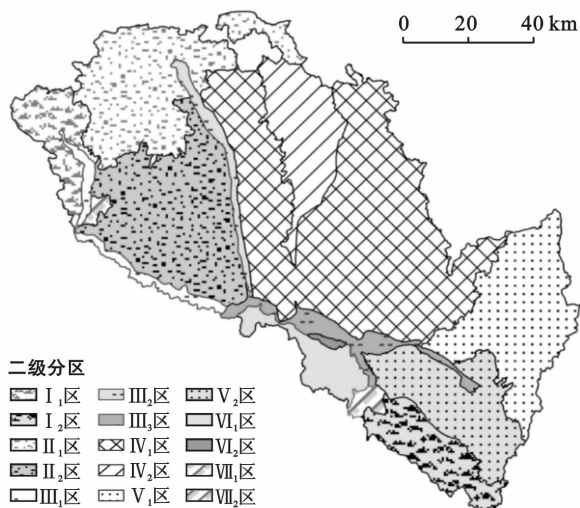 0 20 40 km
二级分区
Ⅰ₁区 Ⅲ₂区 Ⅴ₂区
Ⅰ₂区 Ⅲ₃区 Ⅵ₁区
Ⅱ₁区 Ⅳ₁区 Ⅵ₂区
Ⅱ₂区 Ⅳ₂区 Ⅶ₁区
Ⅲ₁区 Ⅴ₁区 Ⅶ₂区